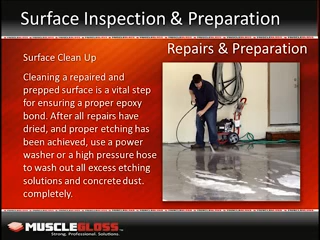 Surface Inspection & Preparation
Repairs & Preparation
Surface Clean Up
Cleaning a repaired and
prepped surface is a vital step
for ensuring a proper epoxy
bond. After all repairs have
dried, and proper etching has
been achieved, use a power
washer or a high pressure hose
to wash out all excess etching
solutions and concrete dust.
completely.
MUSCLEGLOSS
Strong. Professional. Solutions.